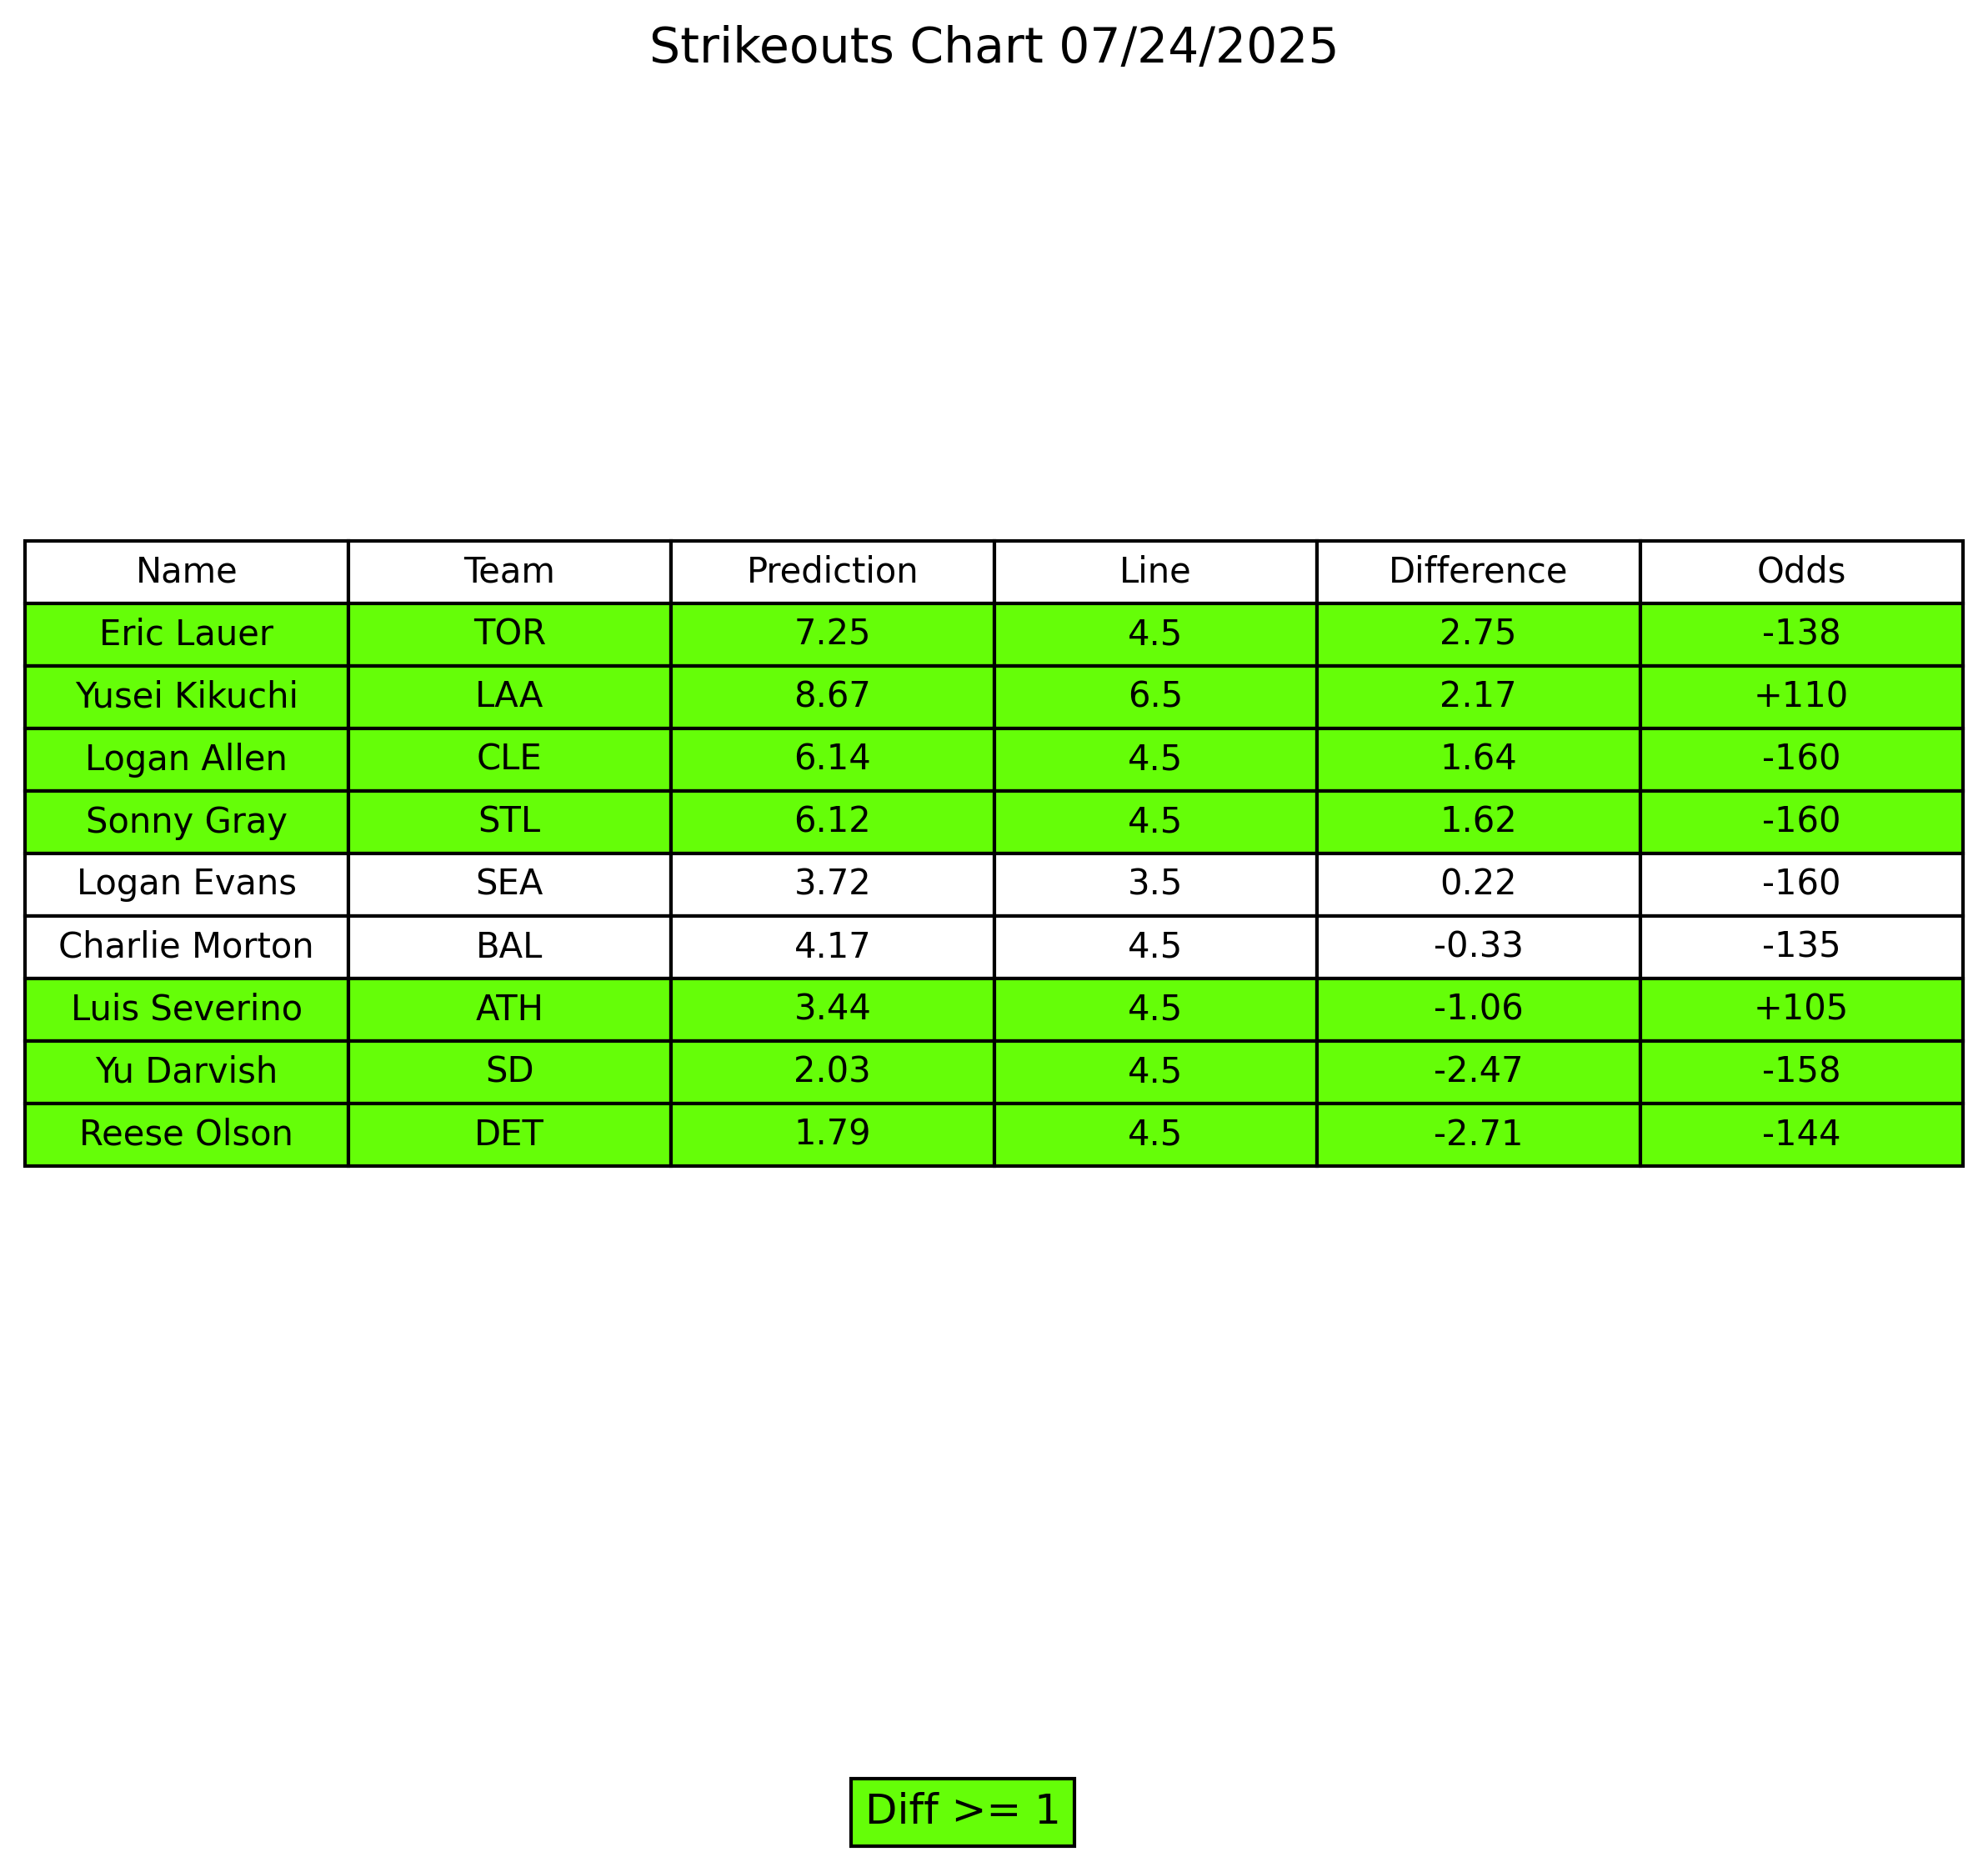 Strikeouts Chart 07/24/2025
Name Team Prediction Line Difference Odds
Eric Lauer TOR 7.25 4.5 2.75 -138
Yusei Kikuchi LAA 8.67 6.5 2.17 +110
Logan Allen CLE 6.14 4.5 1.64 -160
Sonny Gray STL 6.12 4.5 1.62 -160
Logan Evans SEA 3.72 3.5 0.22 -160
Charlie Morton BAL 4.17 4.5 -0.33 -135
Luis Severino ATH 3.44 4.5 -1.06 +105
Yu Darvish SD 2.03 4.5 -2.47 -158
Reese Olson DET 1.79 4.5 -2.71 -144
Diff >= 1